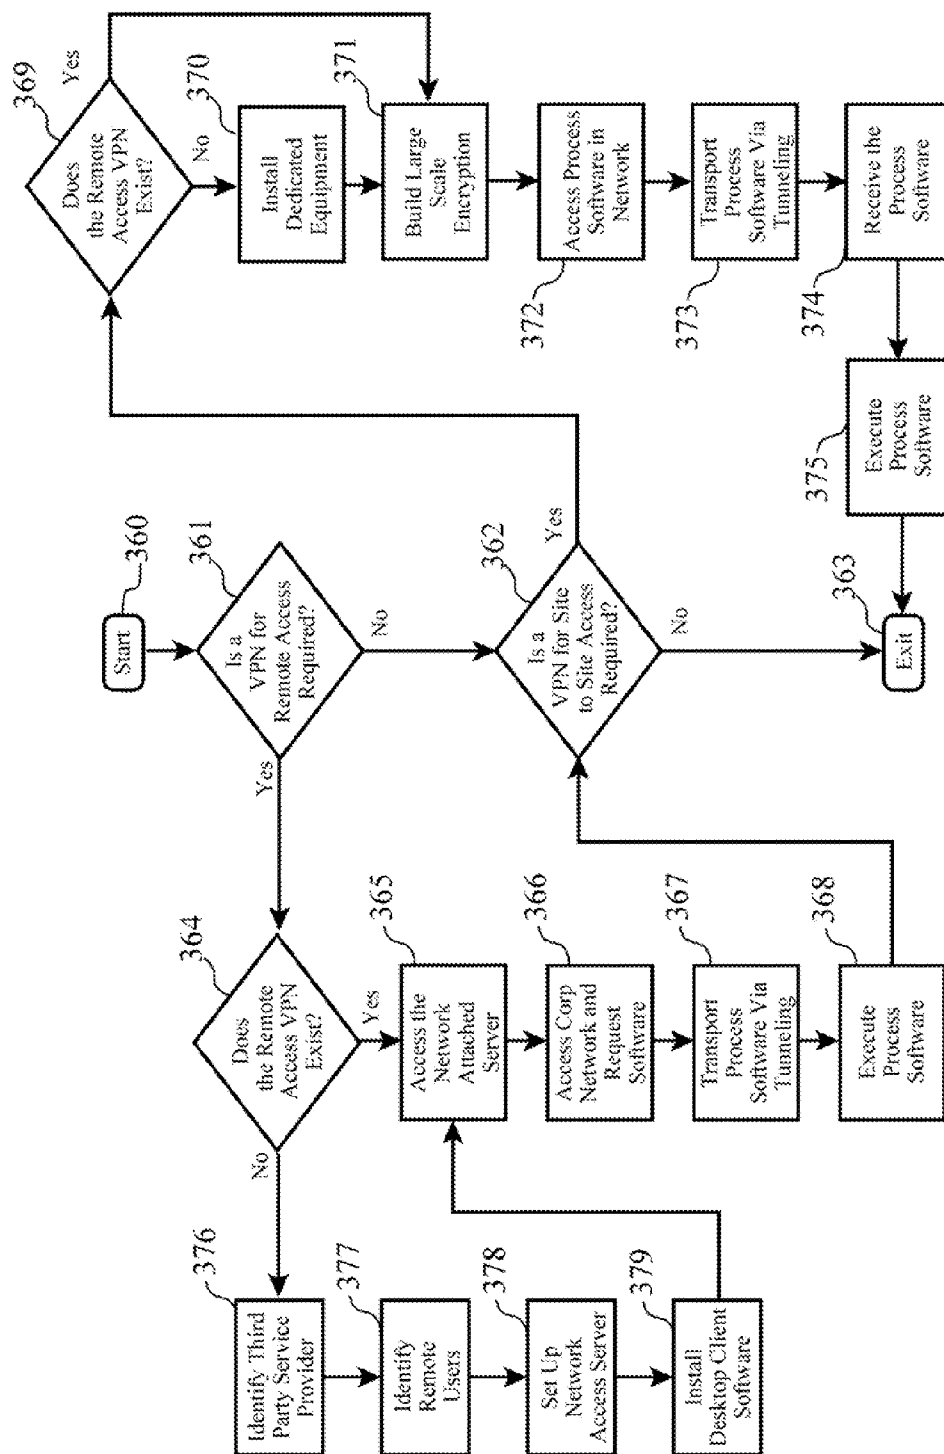 360
Start
361
Is a
VPN for
Remote Access
Required?
Yes
No
362
Is a
VPN for Site
to Site Access
Required?
Yes
No
363
Exit
364
Does
the Remote
Access VPN
Exist?
No
Yes
365
Access the
Network
Attached
Server
366
Access Corp
Network and
Request
Software
367
Transport
Process
Software Via
Tunneling
368
Execute
Process
Software
376
Identify Third
Party Service
Provider
377
Identify
Remote
Users
378
Set Up
Network
Access Server
379
Install
Desktop Client
Software
369
Does
the Remote
Access VPN
Exist?
Yes
No
370
Install
Dedicated
Equipment
371
Build Large
Scale
Encryption
372
Access Process
Software in
Network
373
Transport
Process
Software Via
Tunneling
374
Receive the
Process
Software
375
Execute
Process
Software